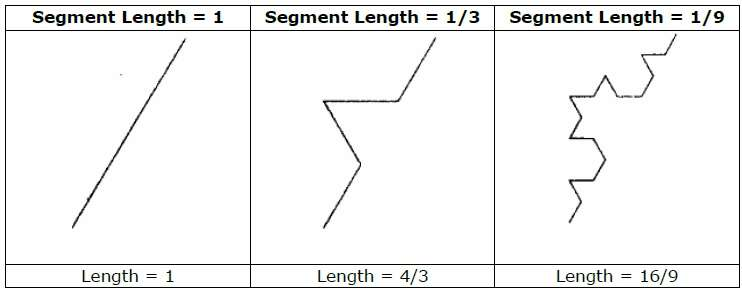 Segment Length = 1
Segment Length = 1/3
Segment Length = 1/9
Length = 1
Length = 4/3
Length = 16/9